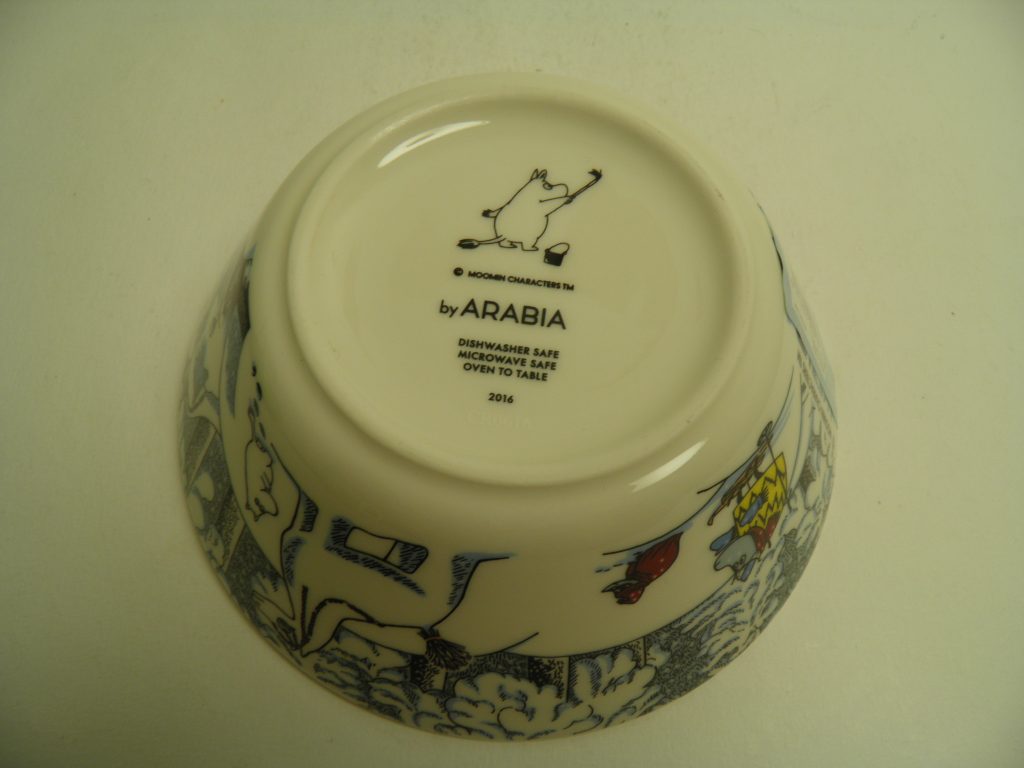 © MOOMIN CHARACTERS TM
by ARABIA
DISHWASHER SAFE
MICROWAVE SAFE
OVEN TO TABLE
2016